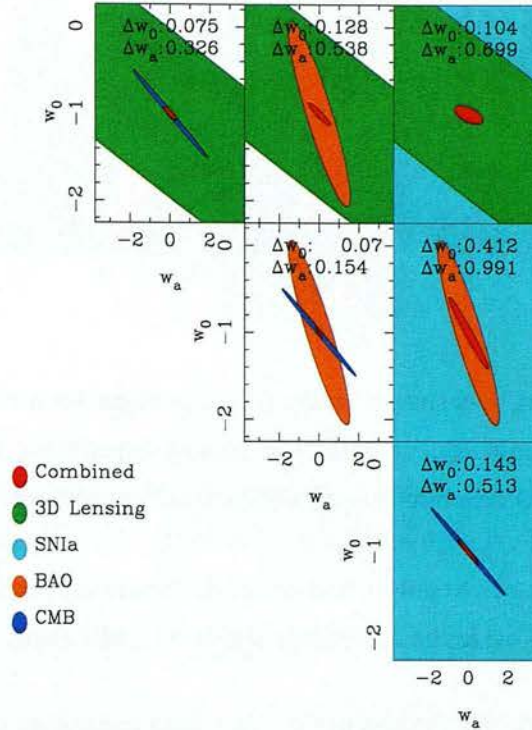 Δw₀:0.075
Δwₐ:0.326
Δw₀:0.128
Δwₐ:0.538
Δw₀:0.104
Δwₐ:0.699
0
−1
−2
w₀
−2 0 2
wₐ
Δw₀: 0.07
Δwₐ:0.154
Δw₀:0.412
Δwₐ:0.991
0
−1
−2
w₀
−2 0 2
wₐ
Δw₀:0.143
Δwₐ:0.513
0
−1
−2
w₀
−2 0 2
wₐ
Combined
3D Lensing
SNIa
BAO
CMB